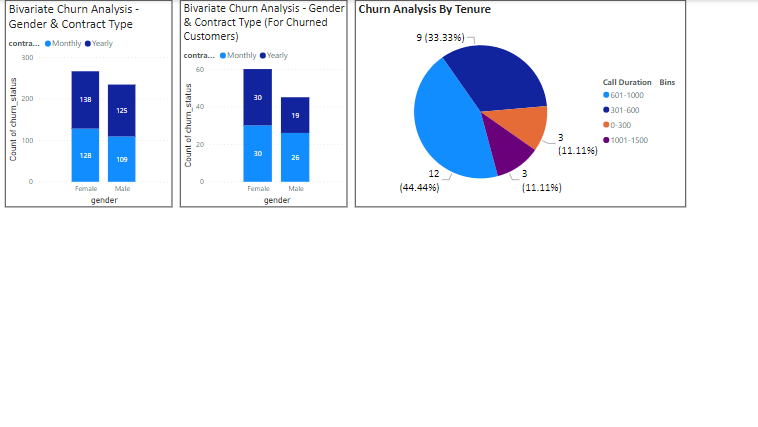 Bivariate Churn Analysis -
Gender & Contract Type
contra... Monthly Yearly
300
200
100
0
Count of churn_status
138
128
125
109
Female Male
gender
Bivariate Churn Analysis - Gender
& Contract Type (For Churned
Customers)
contra... Monthly Yearly
60
40
20
0
Count of churn_status
30
30
19
26
Female Male
gender
Churn Analysis By Tenure
9 (33.33%)
3
(11.11%)
3
(11.11%)
12
(44.44%)
Call Duration Bins
601-1000
301-600
0-300
1001-1500